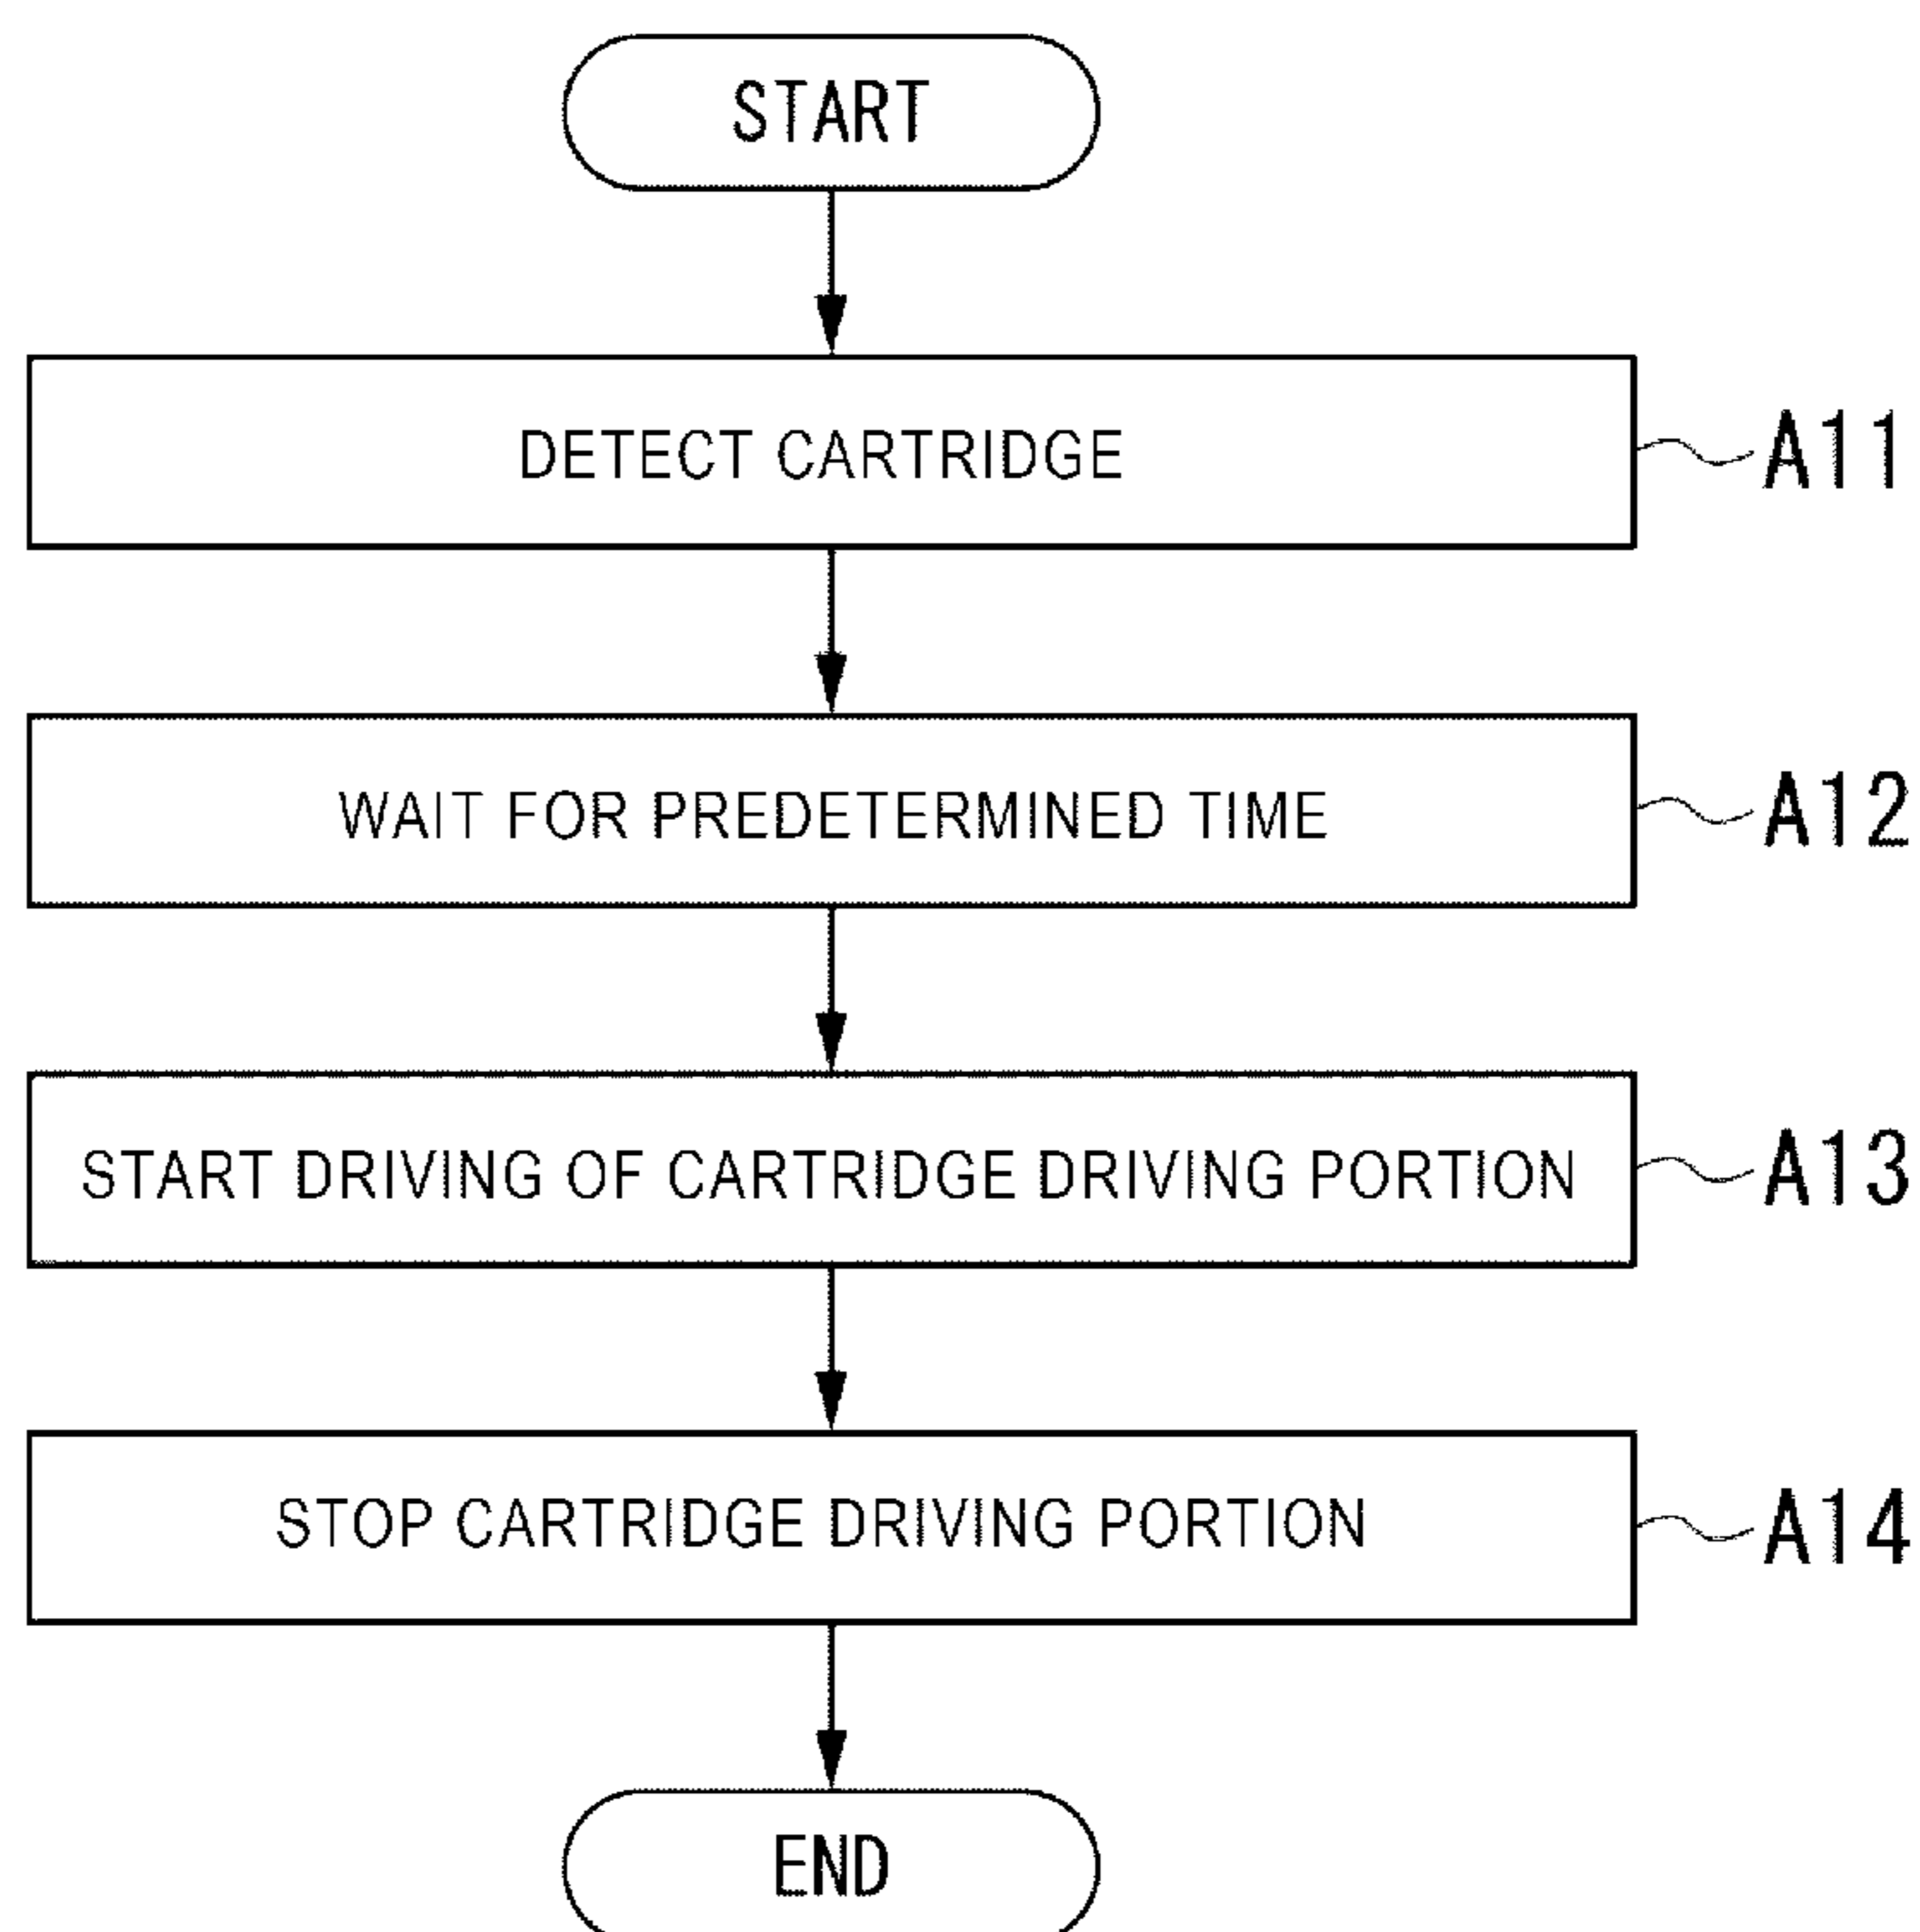 START
DETECT CARTRIDGE
A11
WAIT FOR PREDETERMINED TIME
A12
START DRIVING OF CARTRIDGE DRIVING PORTION
A13
STOP CARTRIDGE DRIVING PORTION
A14
END